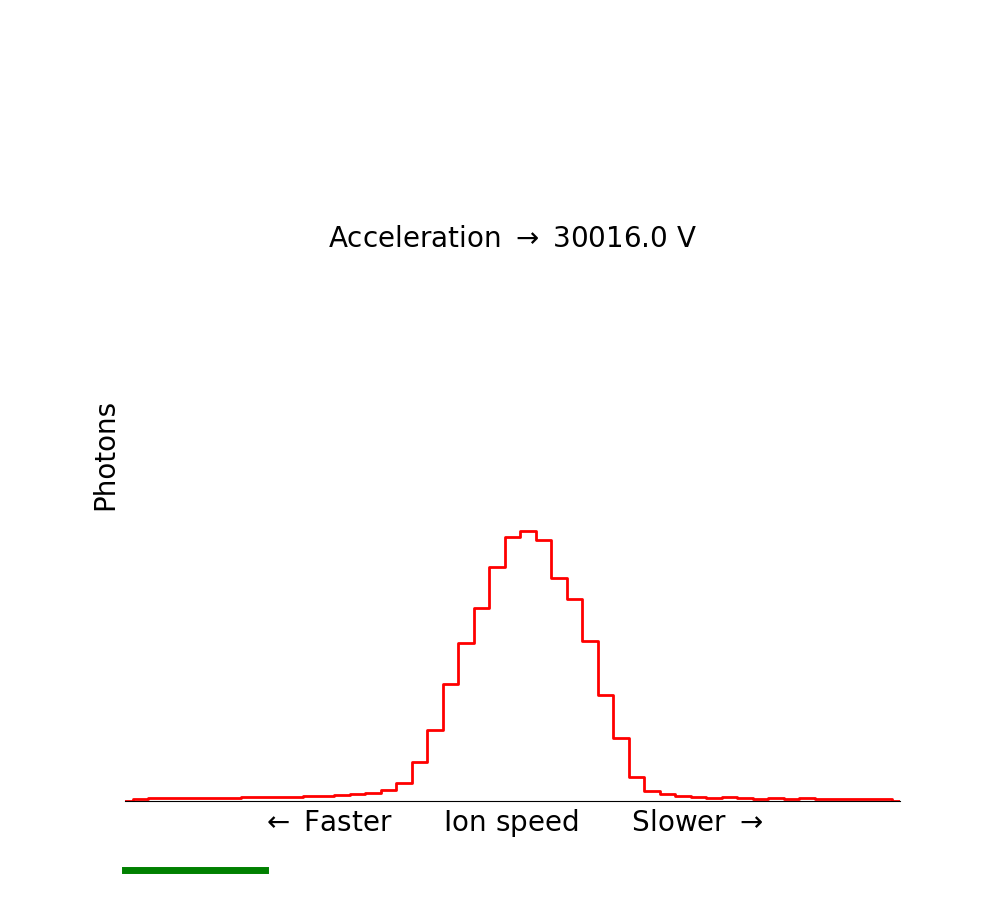 Acceleration → 30016.0 V
Photons
← Faster Ion speed Slower →